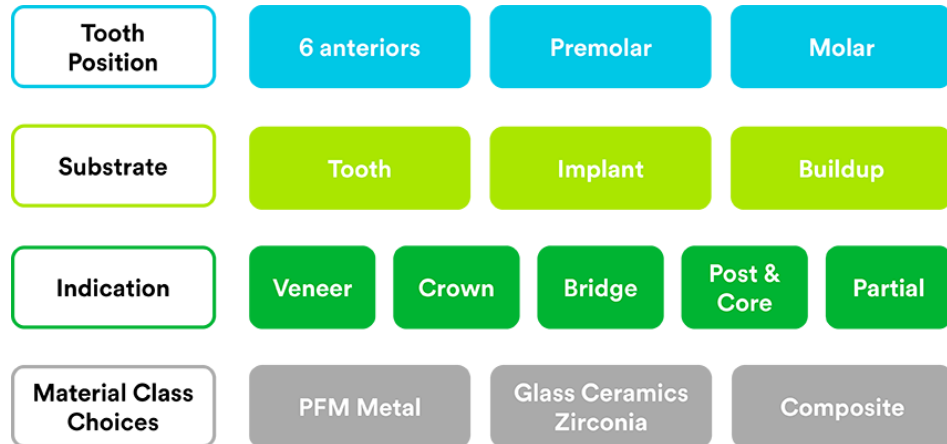 Tooth
Position
6 anteriors
Premolar
Molar
Substrate
Tooth
Implant
Buildup
Indication
Veneer
Crown
Bridge
Post &
Core
Partial
Material Class
Choices
PFM Metal
Glass Ceramics
Zirconia
Composite